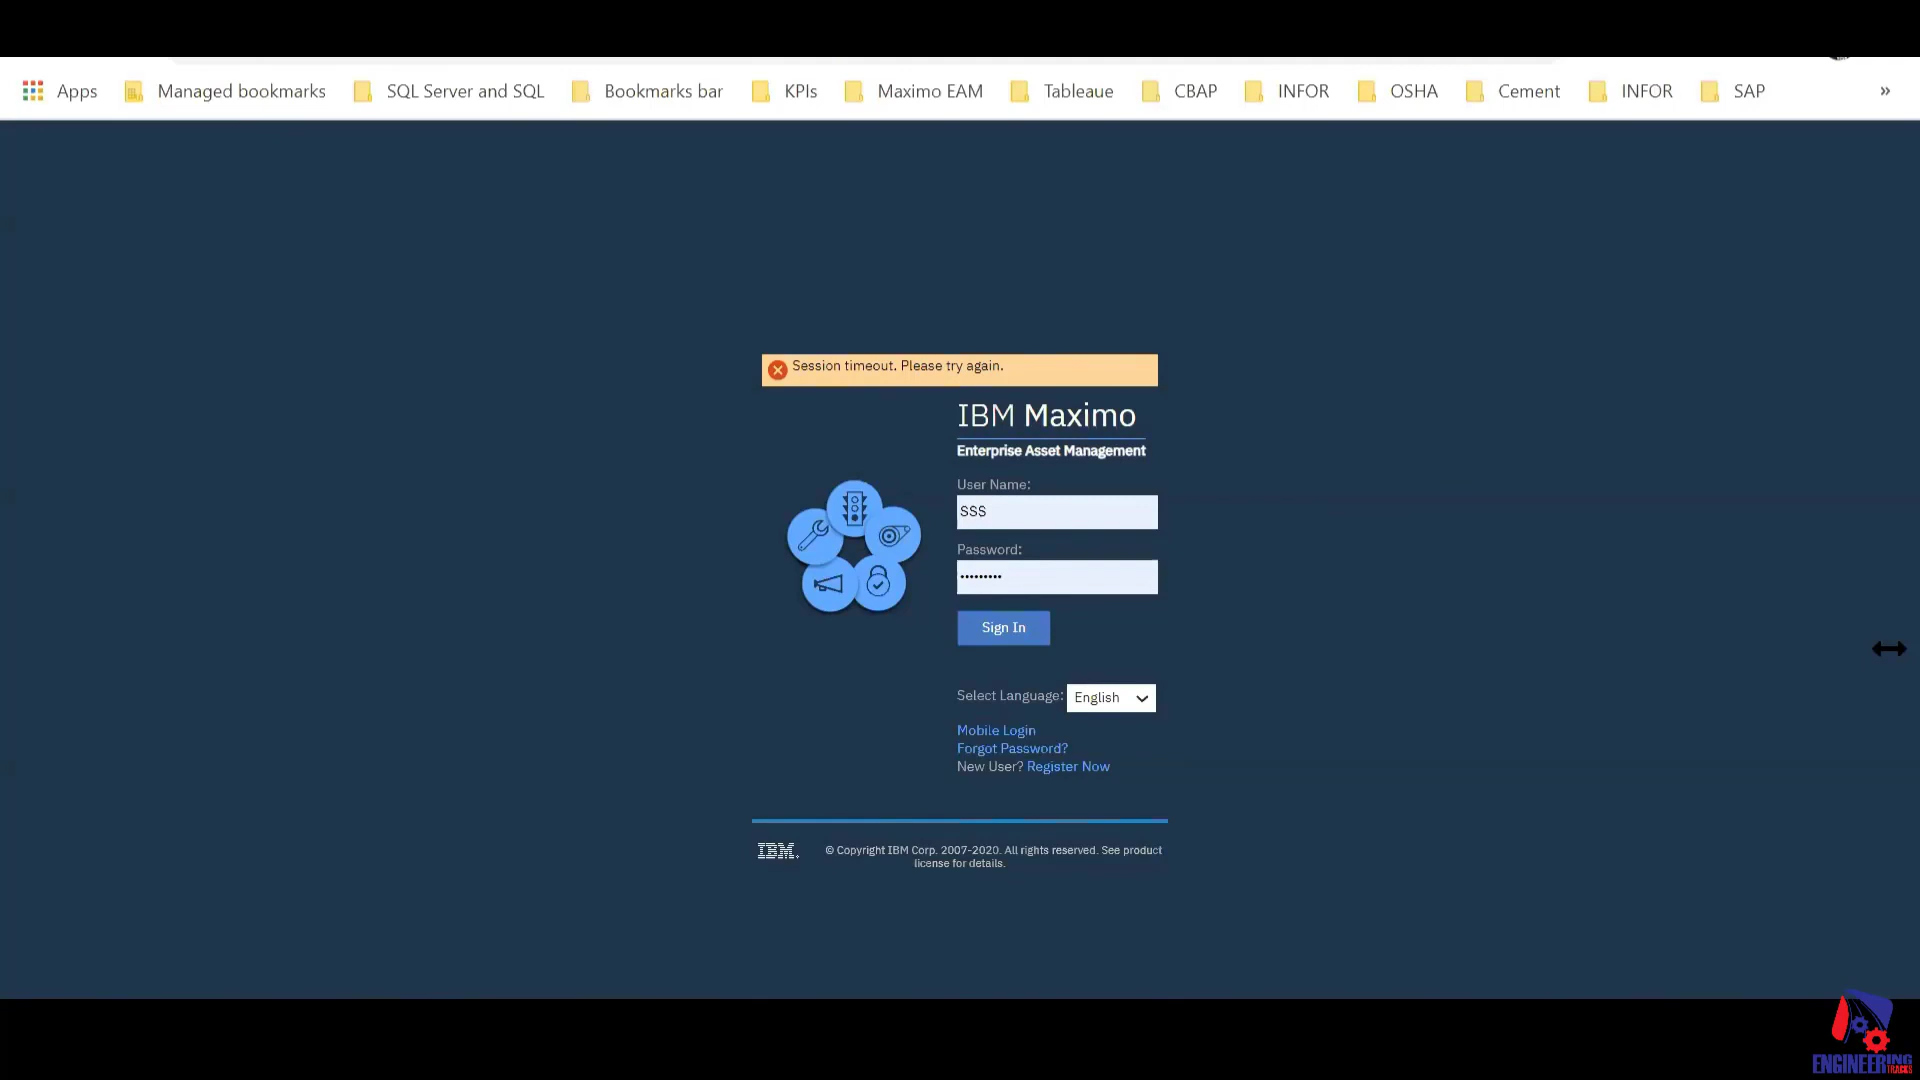 Apps Managed bookmarks SQL Server and SQL Bookmarks bar KPIs Maximo EAM Tableaue CBAP INFOR OSHA Cement INFOR SAP »
Session timeout. Please try again.
IBM Maximo
Enterprise Asset Management
User Name:
SSS
Password:
•••••••••
Sign In
Select Language: English
Mobile Login
Forgot Password?
New User? Register Now
IBM. © Copyright IBM Corp. 2007-2020. All rights reserved. See product
license for details.
ENGINEERING
TRACKS